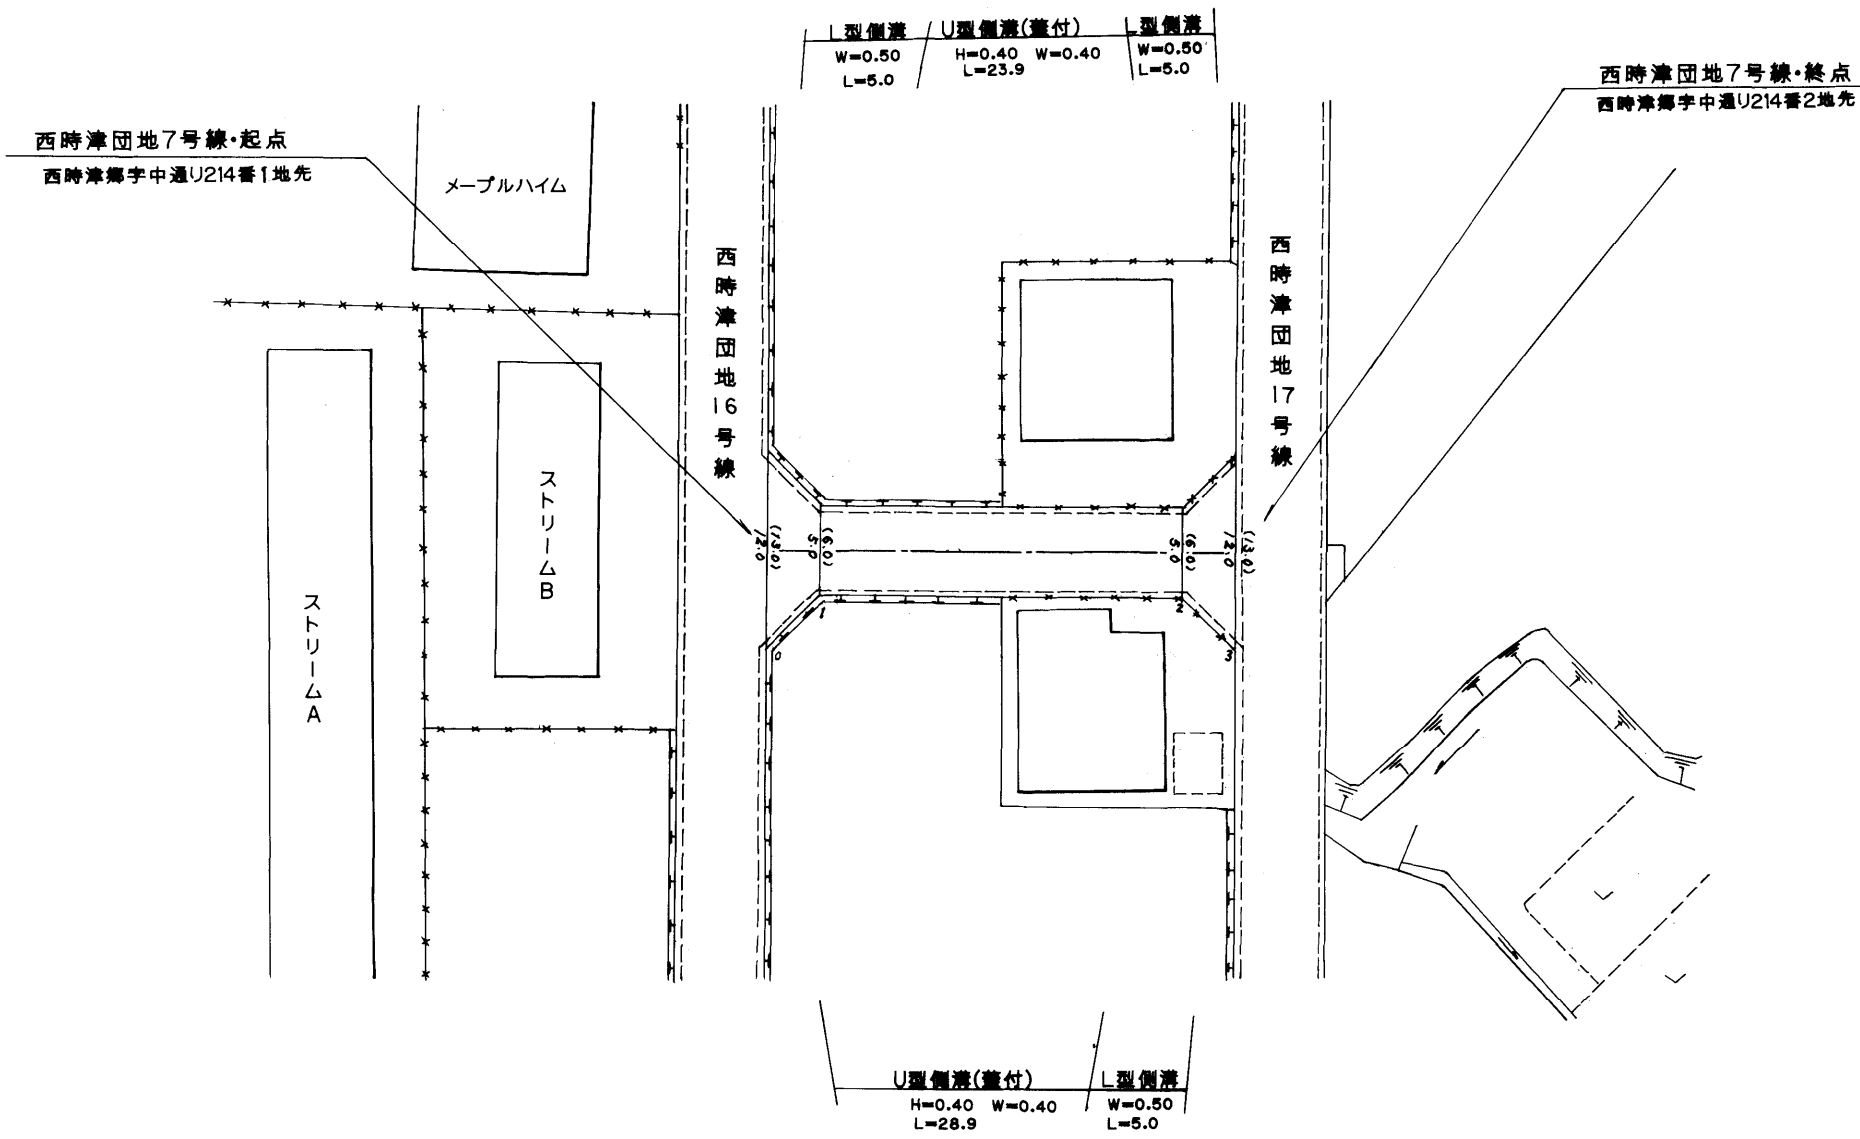 L型側溝
W=0.50
L=5.0
U型側溝(蓋付)
H=0.40 W=0.40
L=23.9
L型側溝
W=0.50
L=5.0
西時津団地7号線・終点
西時津郷字中通り214番2地先
西時津団地7号線・起点
西時津郷字中通り214番1地先
メープルハイム
西時津団地16号線
西時津団地17号線
ストリームB
ストリームA
12.0
(13.0)
5.0
(6.0)
5.0
(6.0)
12.0
(13.0)
0
1
2
3
U型側溝(蓋付)
H=0.40 W=0.40
L=28.9
L型側溝
W=0.50
L=5.0